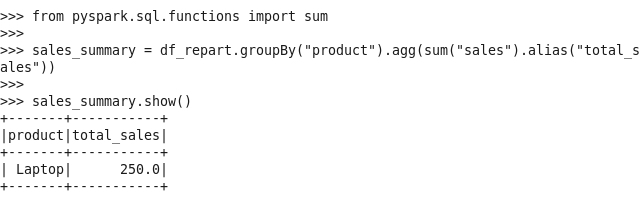 >>> from pyspark.sql.functions import sum
>>>
>>> sales_summary = df_repart.groupBy("product").agg(sum("sales").alias("total_s
ales"))
>>>
>>> sales_summary.show()
+-------+-----------+
|product|total_sales|
+-------+-----------+
| Laptop|      250.0|
+-------+-----------+